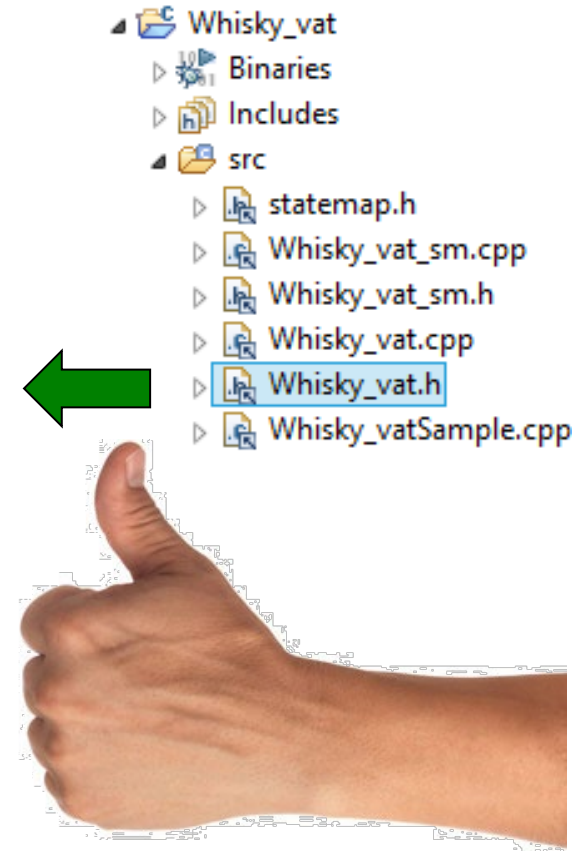 Whisky_vat
Binaries
Includes
src
statemap.h
Whisky_vat_sm.cpp
Whisky_vat_sm.h
Whisky_vat.cpp
Whisky_vat.h
Whisky_vatSample.cpp